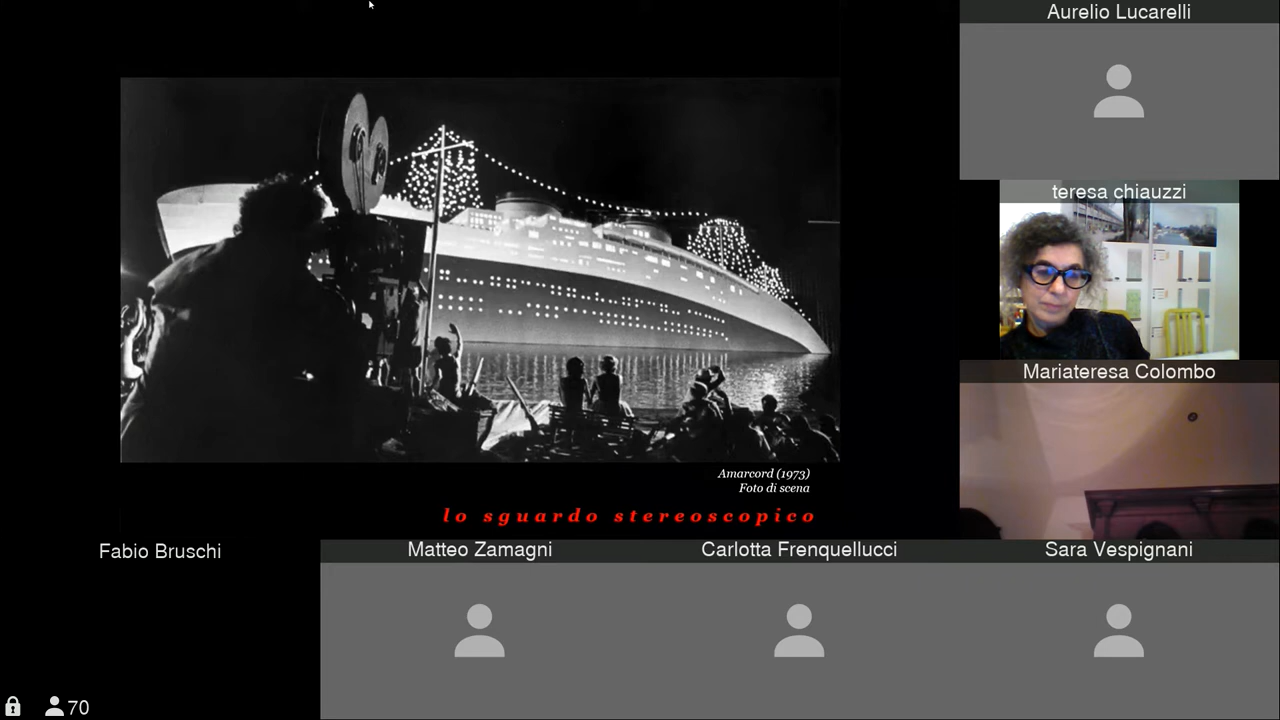 Aurelio Lucarelli
teresa chiauzzi
Mariateresa Colombo
Amarcord (1973)
Foto di scena
lo sguardo stereoscopico
Fabio Bruschi
Matteo Zamagni
Carlotta Frenquellucci
Sara Vespignani
70